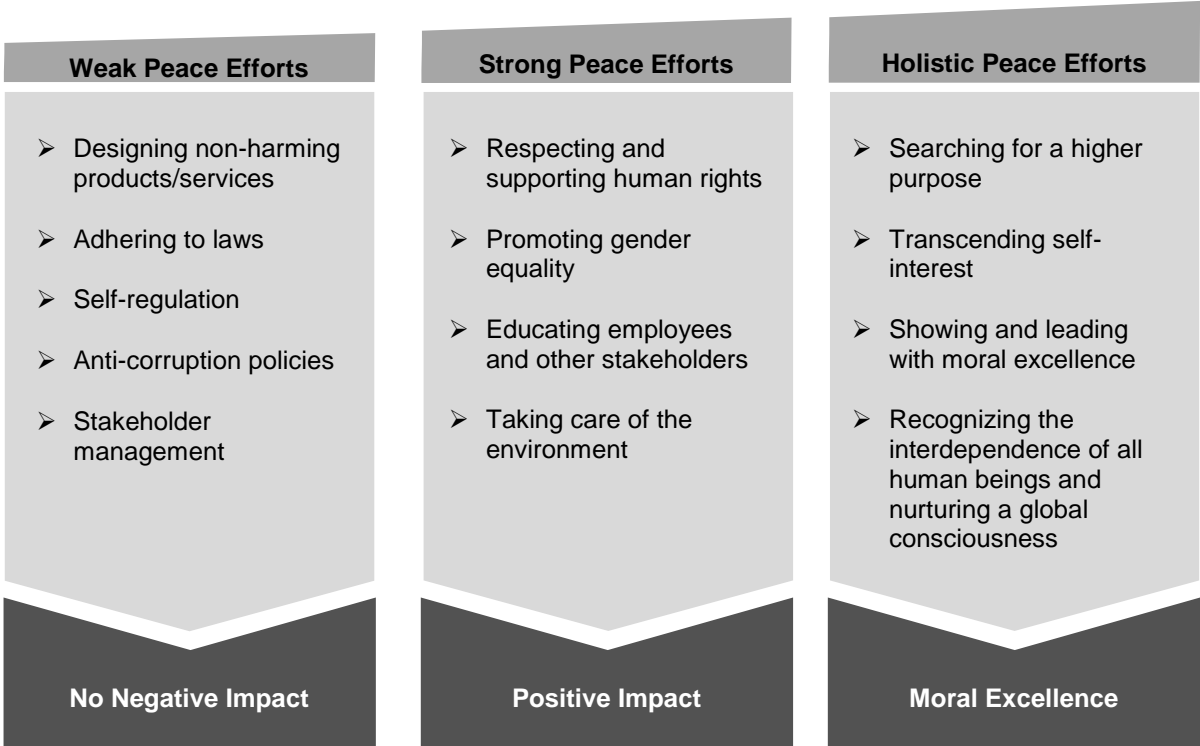 Weak Peace Efforts
➢ Designing non-harming
products/services
➢ Adhering to laws
➢ Self-regulation
➢ Anti-corruption policies
➢ Stakeholder
management
No Negative Impact
Strong Peace Efforts
➢ Respecting and
supporting human rights
➢ Promoting gender
equality
➢ Educating employees
and other stakeholders
➢ Taking care of the
environment
Positive Impact
Holistic Peace Efforts
➢ Searching for a higher
purpose
➢ Transcending self-
interest
➢ Showing and leading
with moral excellence
➢ Recognizing the
interdependence of all
human beings and
nurturing a global
consciousness
Moral Excellence